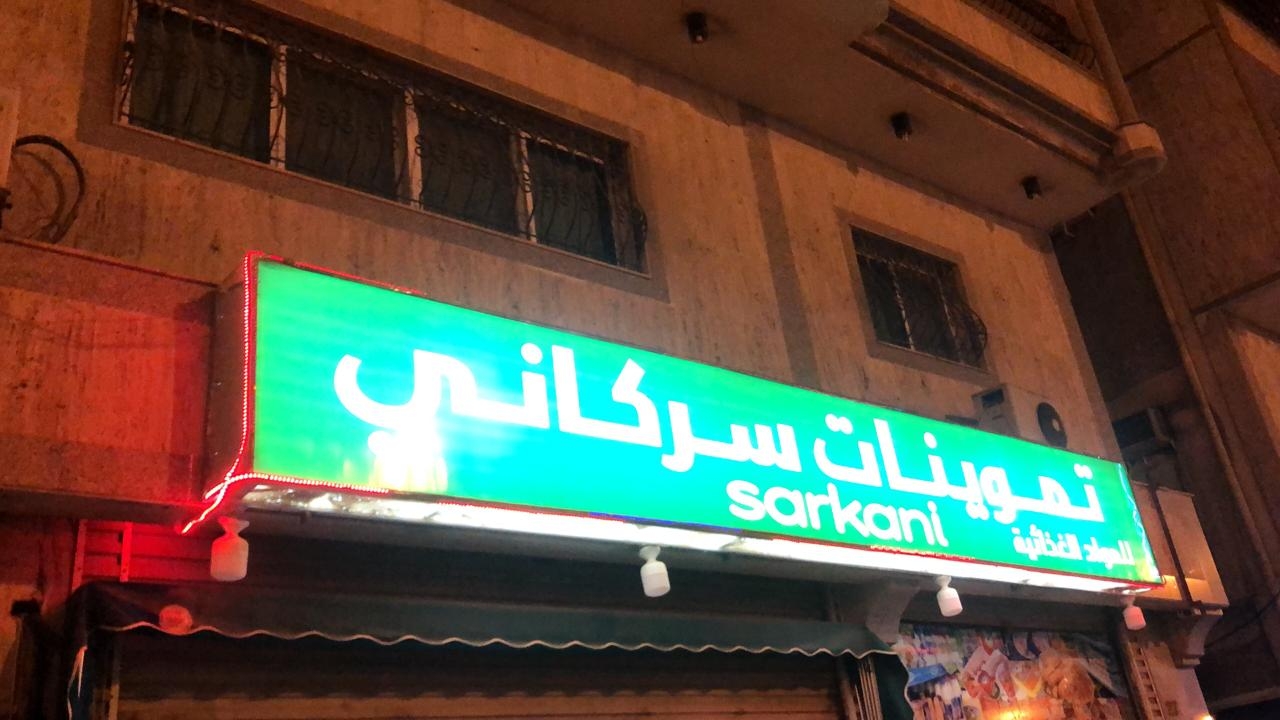 تموينات سركاني
sarkani
للمواد الغذائية